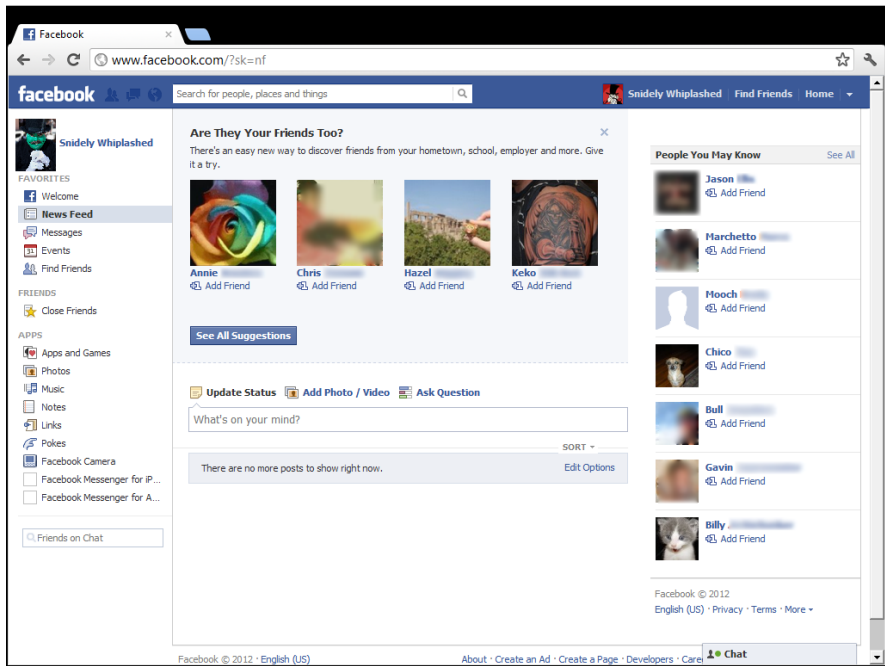 Facebook
www.facebook.com/?sk=nf
facebook
Search for people, places and things
Snidely Whiplashed
Find Friends
Home
Snidely Whiplashed
FAVORITES
Welcome
News Feed
Messages
31 Events
Find Friends
FRIENDS
Close Friends
APPS
Apps and Games
Photos
Music
Notes
Links
Pokes
Facebook Camera
Facebook Messenger for iP...
Facebook Messenger for A...
Friends on Chat
Are They Your Friends Too?
There's an easy new way to discover friends from your hometown, school, employer and more. Give
it a try.
Annie
Add Friend
Chris
Add Friend
Hazel
Add Friend
Keko
Add Friend
See All Suggestions
Update Status Add Photo / Video Ask Question
What's on your mind?
SORT
There are no more posts to show right now. Edit Options
People You May Know See All
Jason
Add Friend
Marchetto
Add Friend
Mooch
Add Friend
Chico
Add Friend
Bull
Add Friend
Gavin
Add Friend
Billy
Add Friend
Facebook © 2012
English (US) · Privacy · Terms · More
Facebook © 2012 · English (US)
About · Create an Ad · Create a Page · Developers · Care
1 Chat